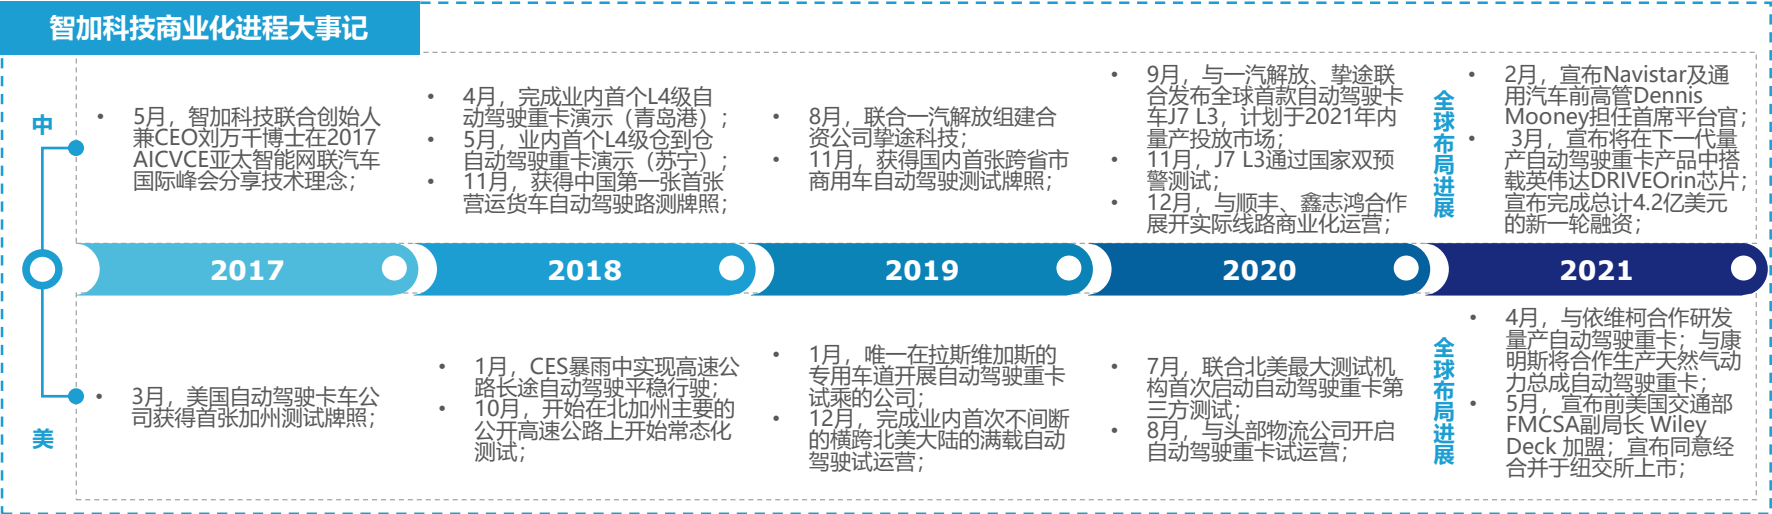 智加科技商业化进程大事记
中
• 5月，智加科技联合创始人
兼CEO刘万千博士在2017
AICVCE亚太智能网联汽车
国际峰会分享技术理念；
• 4月，完成业内首个L4级自
动驾驶重卡演示（青岛港）；
• 5月，业内首个L4级仓到仓
自动驾驶重卡演示（苏宁）；
• 11月，获得中国第一张首张
营运货车自动驾驶路测牌照；
• 8月，联合一汽解放组建合
资公司挚途科技；
• 11月，获得国内首张跨省市
商用车自动驾驶测试牌照；
• 9月，与一汽解放、挚途联
合发布全球首款自动驾驶卡
车J7 L3，计划于2021年内
量产投放市场；
• 11月，J7 L3通过国家双预
警测试；
• 12月，与顺丰、鑫志鸿合作
展开实际线路商业化运营；
全球布局进展
• 2月，宣布Navistar及通
用汽车前高管Dennis
Mooney担任首席平台官；
• 3月，宣布将在下一代量
产自动驾驶重卡产品中搭
载英伟达DRIVEOrin芯片；
宣布完成总计4.2亿美元
的新一轮融资；
2017
2018
2019
2020
2021
美
• 3月，美国自动驾驶卡车公
司获得首张加州测试牌照；
• 1月，CES暴雨中实现高速公
路长途自动驾驶平稳行驶；
• 10月，开始在北加州主要的
公开高速公路上开始常态化
测试；
• 1月，唯一在拉斯维加斯的
专用车道开展自动驾驶重卡
试乘的公司；
• 12月，完成业内首次不间断
的横跨北美大陆的满载自动
驾驶试运营；
• 7月，联合北美最大测试机
构首次启动自动驾驶重卡第
三方测试；
• 8月，与头部物流公司开启
自动驾驶重卡试运营；
全球布局进展
• 4月，与依维柯合作研发
量产自动驾驶重卡；与康
明斯将合作生产天然气动
力总成自动驾驶重卡；
• 5月，宣布前美国交通部
FMCSA副局长 Wiley
Deck 加盟；宣布同意经
合并于纽交所上市；